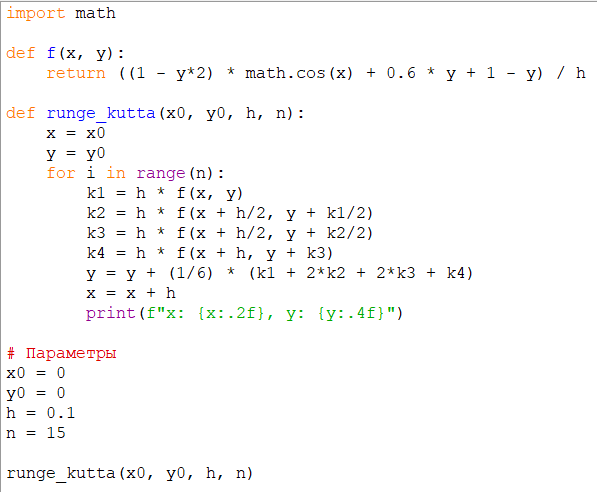 import math
def f(x, y):
    return ((1 - y*2) * math.cos(x) + 0.6 * y + 1 - y) / h
def runge_kutta(x0, y0, h, n):
    x = x0
    y = y0
    for i in range(n):
        k1 = h * f(x, y)
        k2 = h * f(x + h/2, y + k1/2)
        k3 = h * f(x + h/2, y + k2/2)
        k4 = h * f(x + h, y + k3)
        y = y + (1/6) * (k1 + 2*k2 + 2*k3 + k4)
        x = x + h
        print(f"x: {x:.2f}, y: {y:.4f}")
# Параметры
x0 = 0
y0 = 0
h = 0.1
n = 15
runge_kutta(x0, y0, h, n)